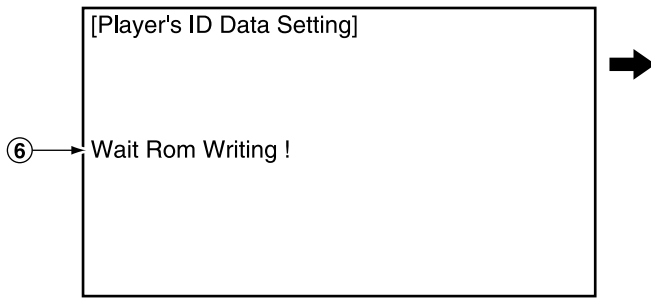 [Player's ID Data Setting]
⑥ Wait Rom Writing !